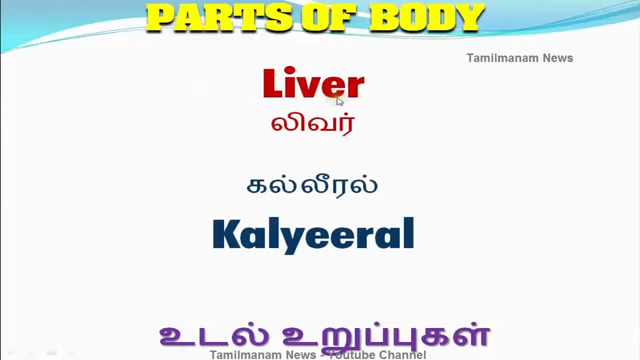 PARTS OF BODY
Tamilmanam News
Liver
லிவர்
கல்லீரல்
Kalyeeral
உடல் உறுப்புகள்
Tamilmanam News - Youtube Channel